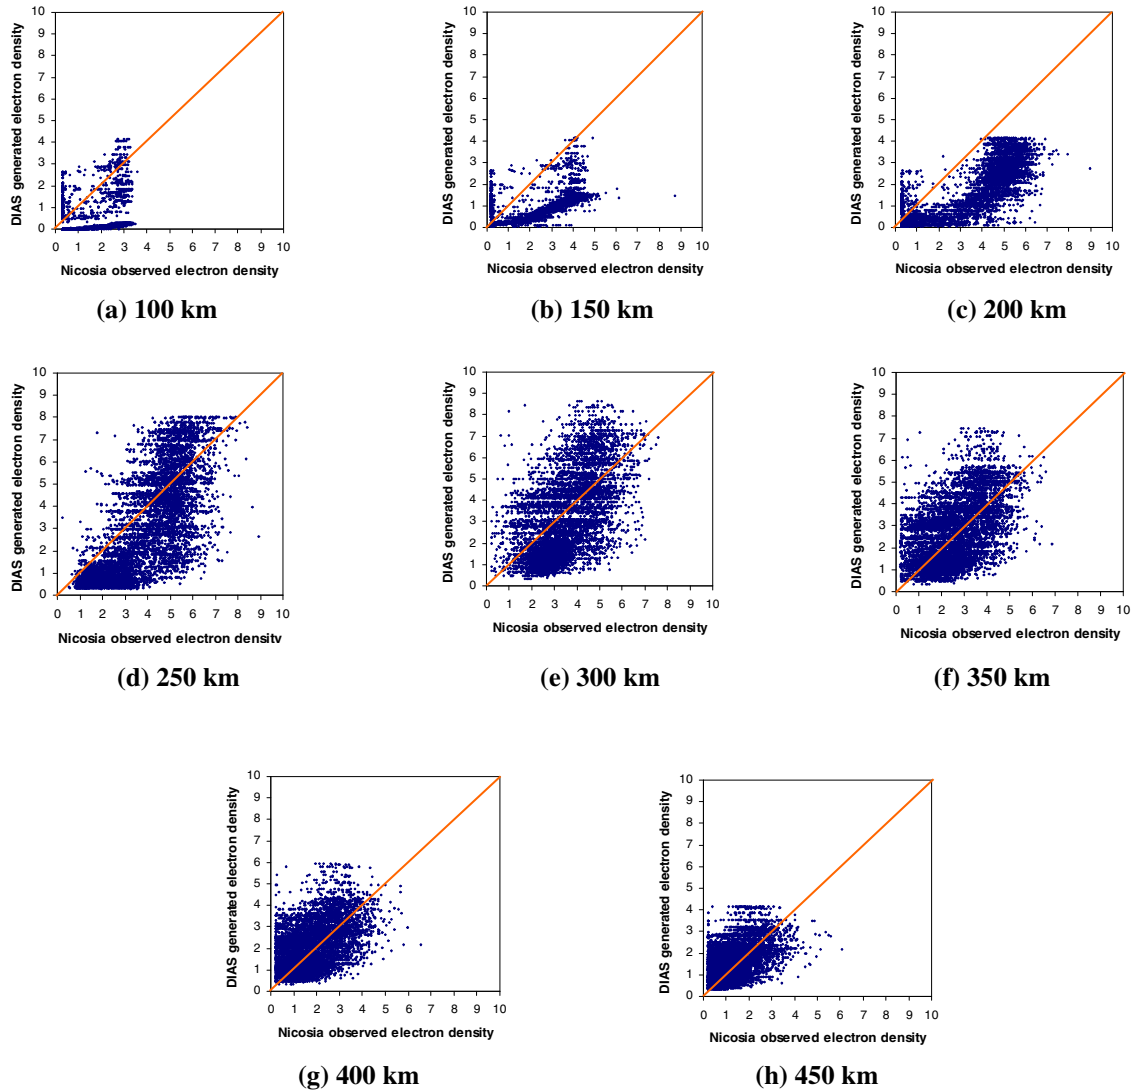 DIAS generated electron density
10
9
8
7
6
5
4
3
2
1
0
0 1 2 3 4 5 6 7 8 9 10
Nicosia observed electron density
(a) 100 km
DIAS generated electron density
10
9
8
7
6
5
4
3
2
1
0
0 1 2 3 4 5 6 7 8 9 10
Nicosia observed electron density
(b) 150 km
DIAS generated electron density
10
9
8
7
6
5
4
3
2
1
0
0 1 2 3 4 5 6 7 8 9 10
Nicosia observed electron density
(c) 200 km
DIAS generated electron density
10
9
8
7
6
5
4
3
2
1
0
0 1 2 3 4 5 6 7 8 9 10
Nicosia observed electron density
(d) 250 km
DIAS generated electron density
10
9
8
7
6
5
4
3
2
1
0
0 1 2 3 4 5 6 7 8 9 10
Nicosia observed electron density
(e) 300 km
DIAS generated electron density
10
9
8
7
6
5
4
3
2
1
0
0 1 2 3 4 5 6 7 8 9 10
Nicosia observed electron density
(f) 350 km
DIAS generated electron density
10
9
8
7
6
5
4
3
2
1
0
0 1 2 3 4 5 6 7 8 9 10
Nicosia observed electron density
(g) 400 km
DIAS generated electron density
10
9
8
7
6
5
4
3
2
1
0
0 1 2 3 4 5 6 7 8 9 10
Nicosia observed electron density
(h) 450 km